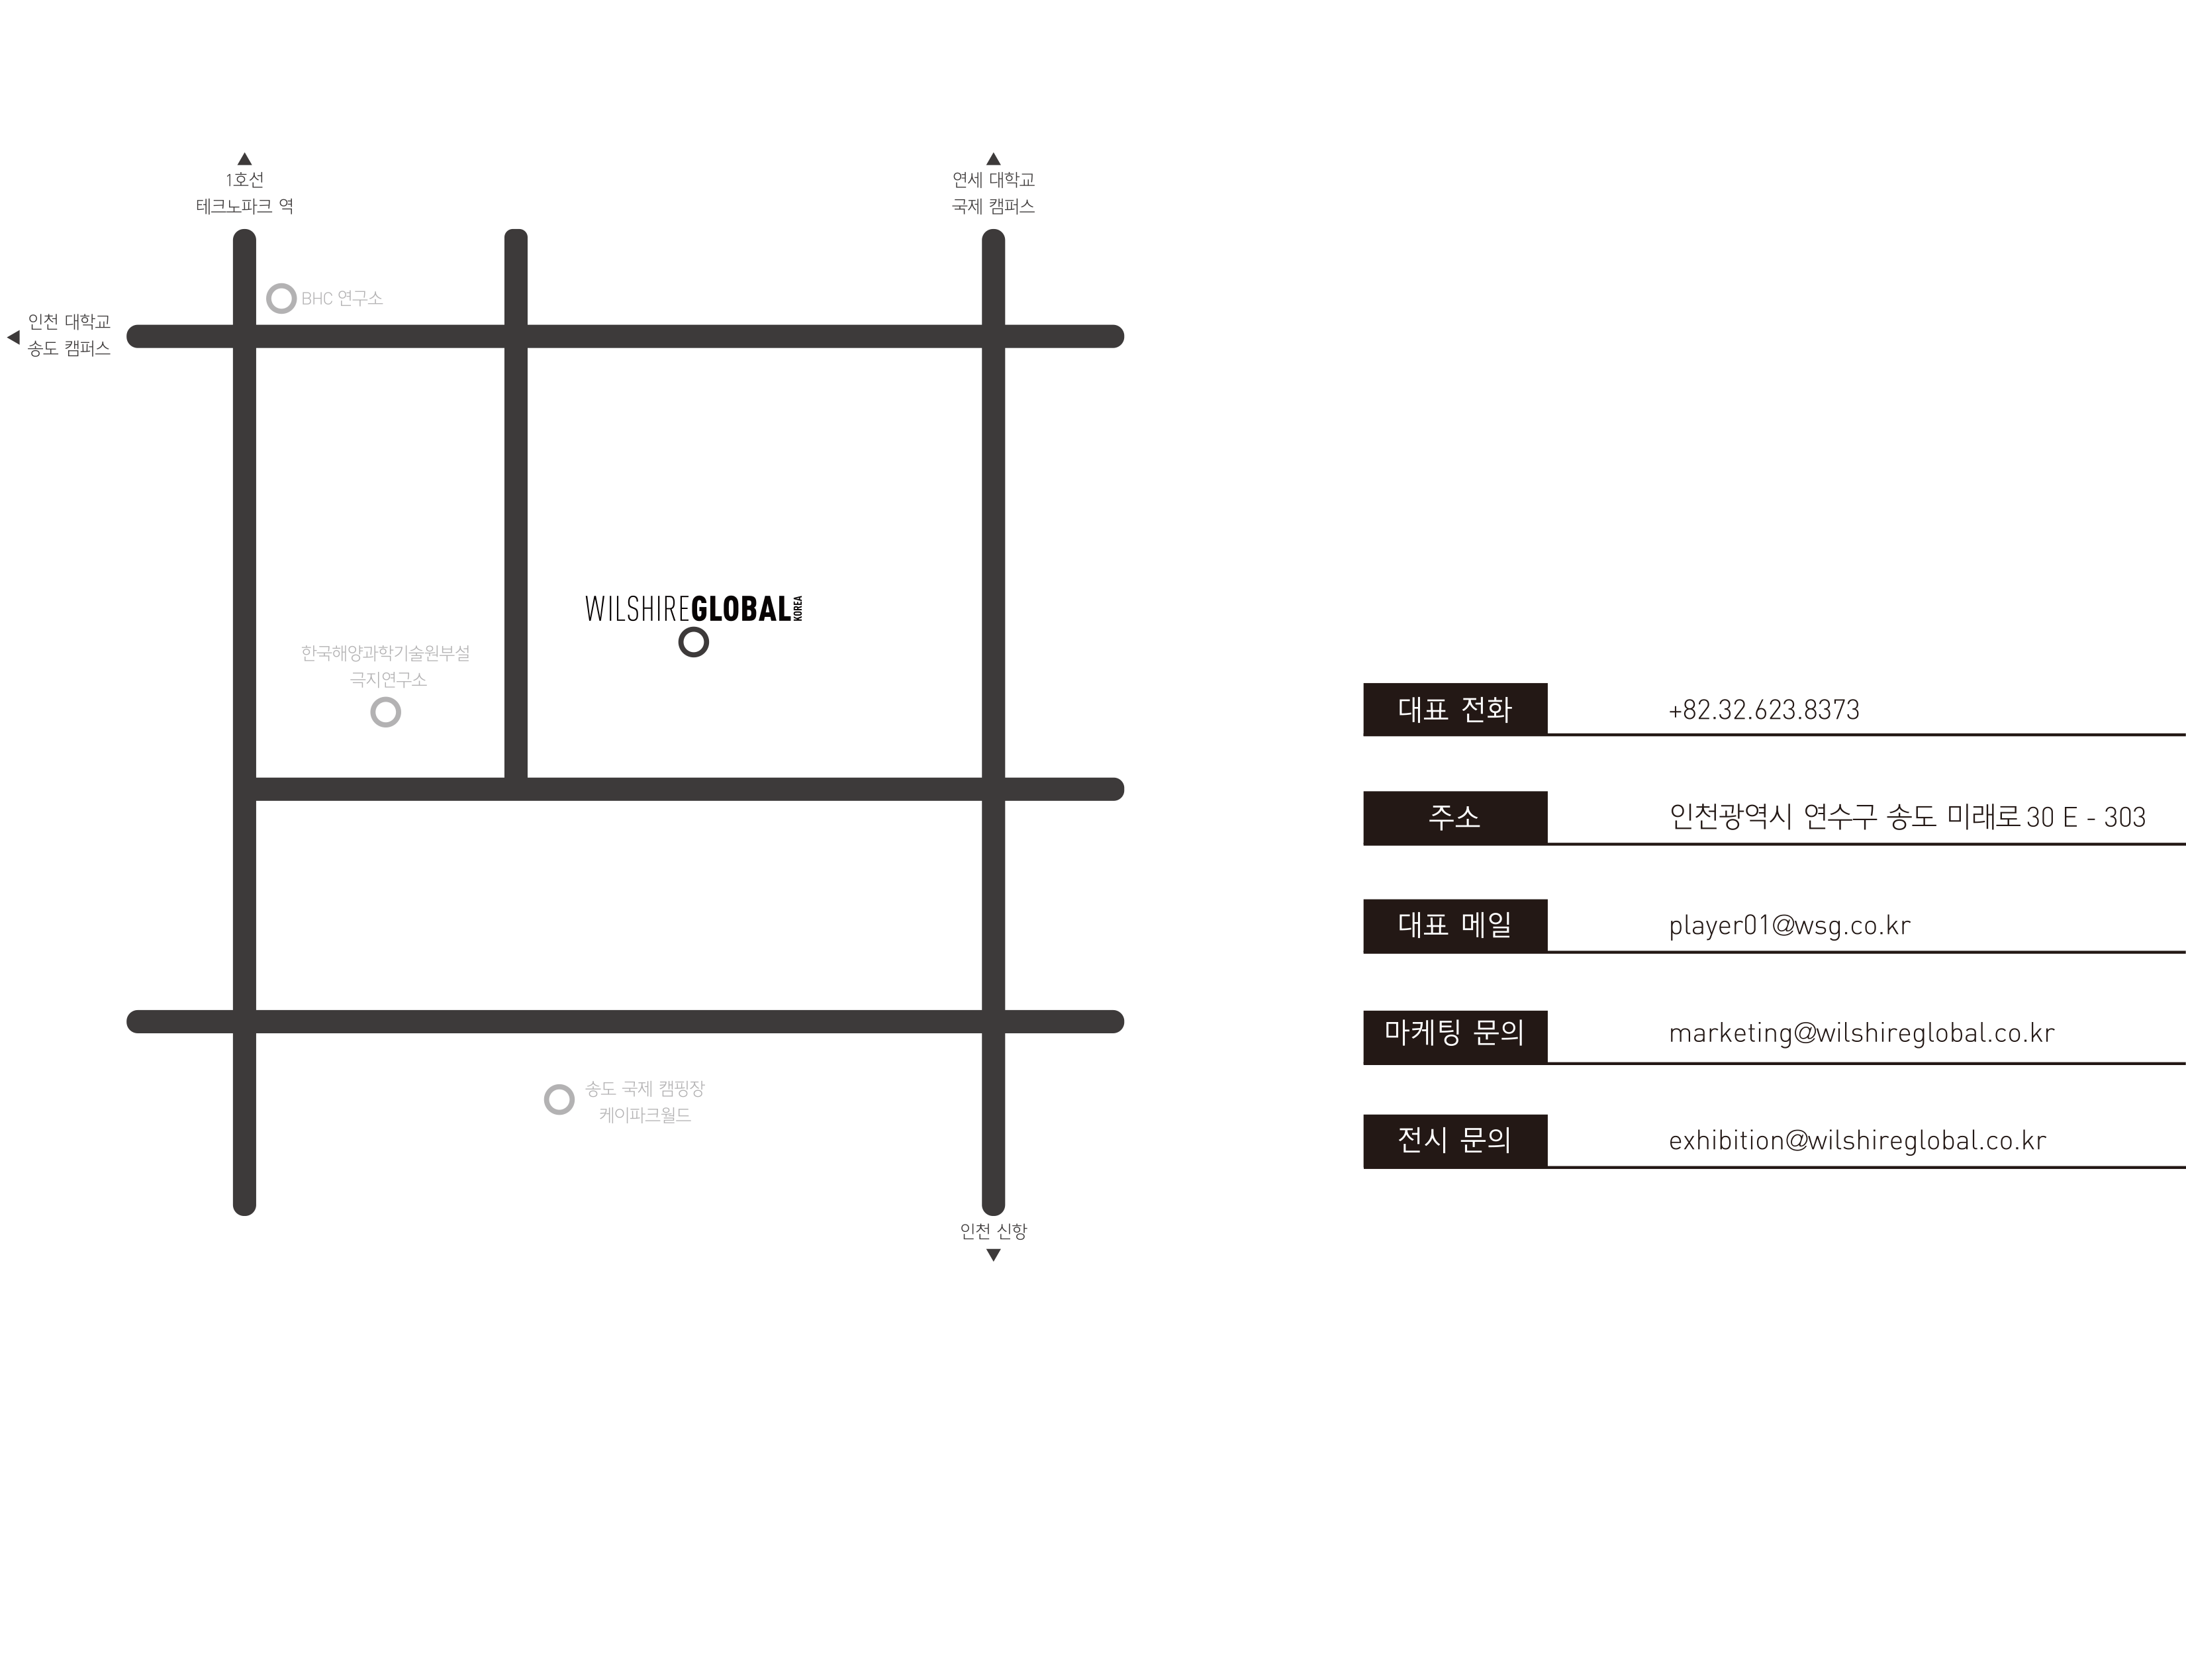 1호선
테크노파크 역
연세 대학교
국제 캠퍼스
BHC 연구소
인천 대학교
송도 캠퍼스
WILSHIREGLOBAL KOREA
한국해양과학기술원부설
극지연구소
송도 국제 캠핑장
케이파크월드
인천 신항
대표 전화 +82.32.623.8373
주소 인천광역시 연수구 송도 미래로 30 E - 303
대표 메일 player01@wsg.co.kr
마케팅 문의 marketing@wilshireglobal.co.kr
전시 문의 exhibition@wilshireglobal.co.kr